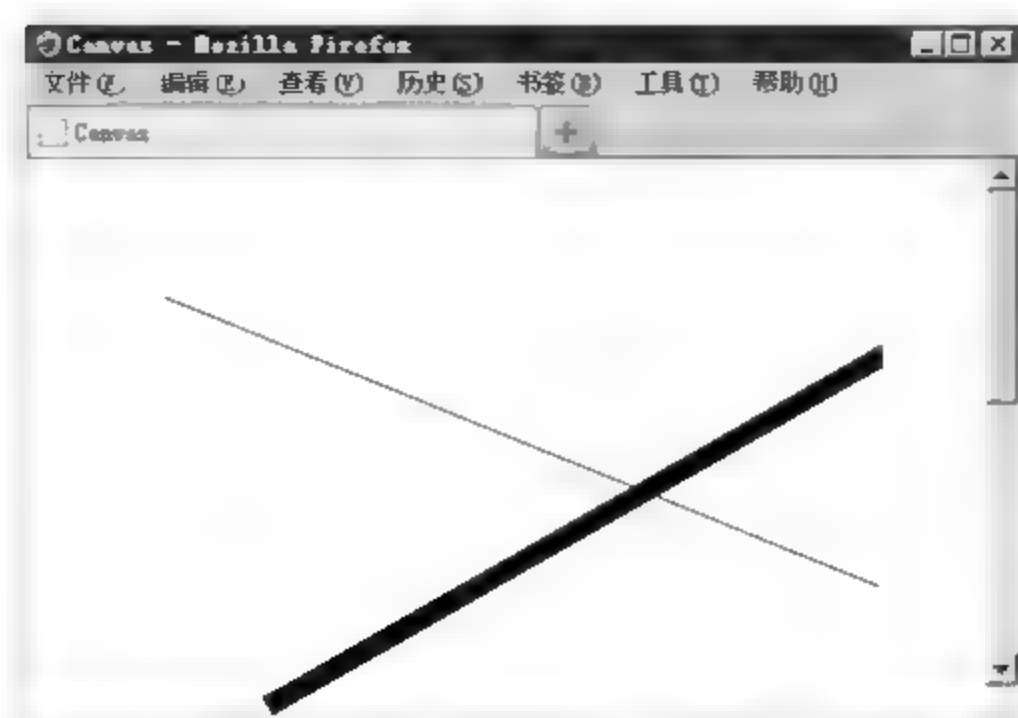 Canvas - Mozilla Firefox
文件(F) 编辑(E) 查看(V) 历史(S) 书签(B) 工具(T) 帮助(H)
Canvas +